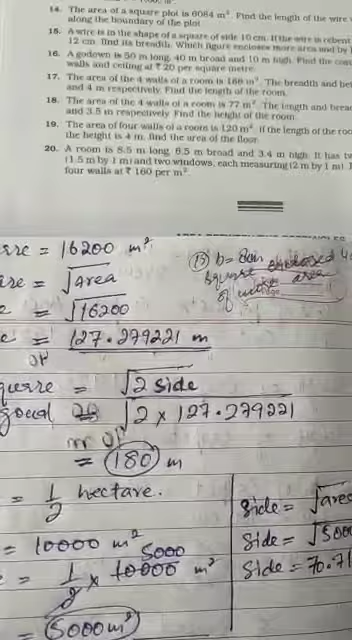 14. The area of a square plot is 6084 m². Find the length of the wire
along the boundary of the plot.
15. A wire is in the shape of a square of side 10 cm. If the wire is rebent
12 cm, find its breadth. Which figure encloses more area and by
16. A godown is 50 m long, 40 m broad and 10 m high. Find the cost
walls and ceiling at ₹ 20 per square metre.
17. The area of the 4 walls of a room is 168 m². The breadth and hei
and 4 m respectively. Find the length of the room.
18. The area of the 4 walls of a room is 77 m². The length and brea
and 3.5 m respectively. Find the height of the room.
19. The area of four walls of a room is 120 m². If the length of the roo
the height is 4 m, find the area of the floor.
20. A room is 8.5 m long, 6.5 m broad and 3.4 m high. It has tw
(1.5 m by 1 m) and two windows, each measuring (2 m by 1 m).
four walls at ₹ 160 per m².
= 16200 m²
= √Area
= √16200
= 127.279221 m
or
= √2 side
√2 × 127.279221
or
= 180 m
= 1/2 hectare.
= 10000 m²
5000
= 1/2 × 10000 m²
= 5000 m²
15) b = 8cm
square enclosed 4
of more area
Side = √area
Side = √5000
Side = 70.71